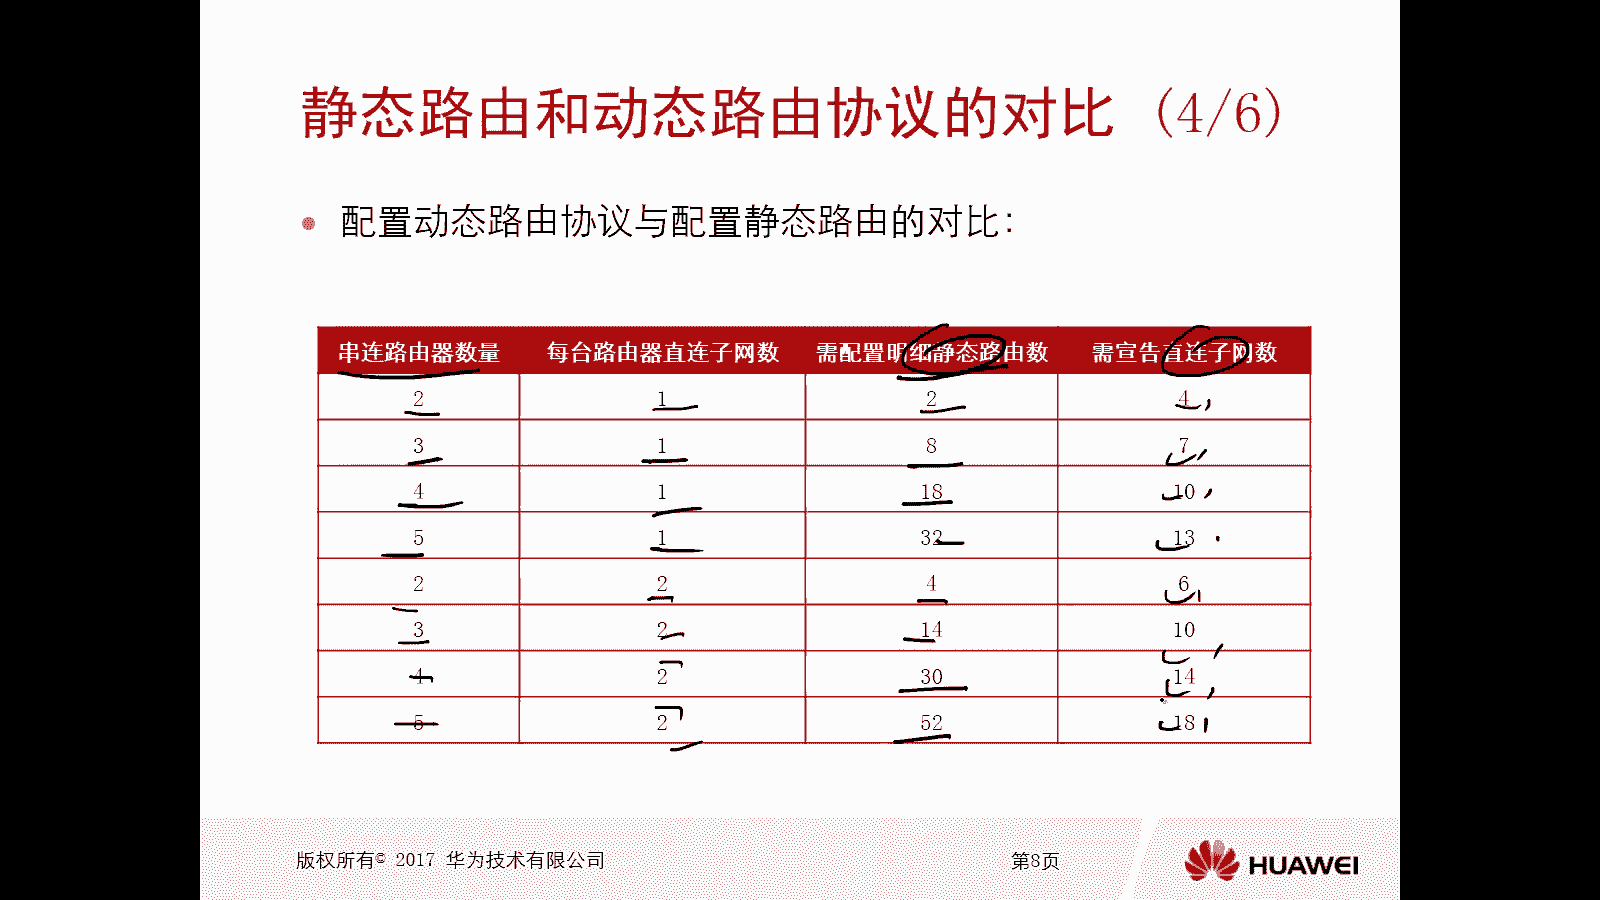 静态路由和动态路由协议的对比 (4/6)
配置动态路由协议与配置静态路由的对比：
串连路由器数量 每台路由器直连子网数 需配置明细静态路由数 需宣告直连子网数
2 1 2 4
3 1 8 7
4 1 18 10
5 1 32 13
2 2 4 6
3 2 14 10
4 2 30 14
5 2 52 18
版权所有© 2017 华为技术有限公司 第8页 HUAWEI